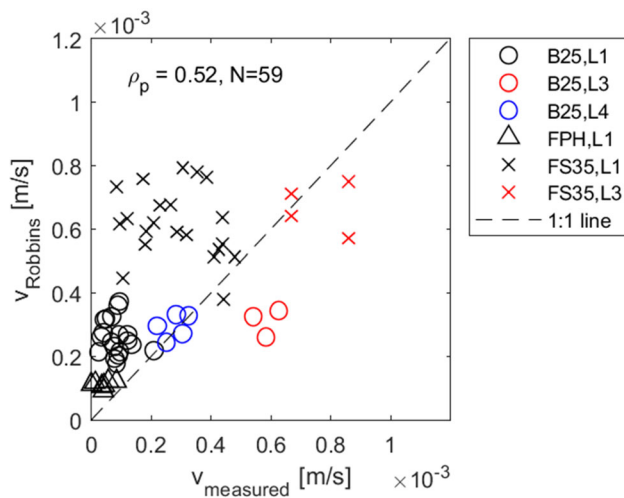 ×10⁻³
1.2
1
0.8
0.6
0.4
0.2
0
v_Robbins [m/s]
ρ_p = 0.52, N=59
0 0.2 0.4 0.6 0.8 1
v_measured [m/s]
×10⁻³
B25,L1
B25,L3
B25,L4
FPH,L1
FS35,L1
FS35,L3
1:1 line